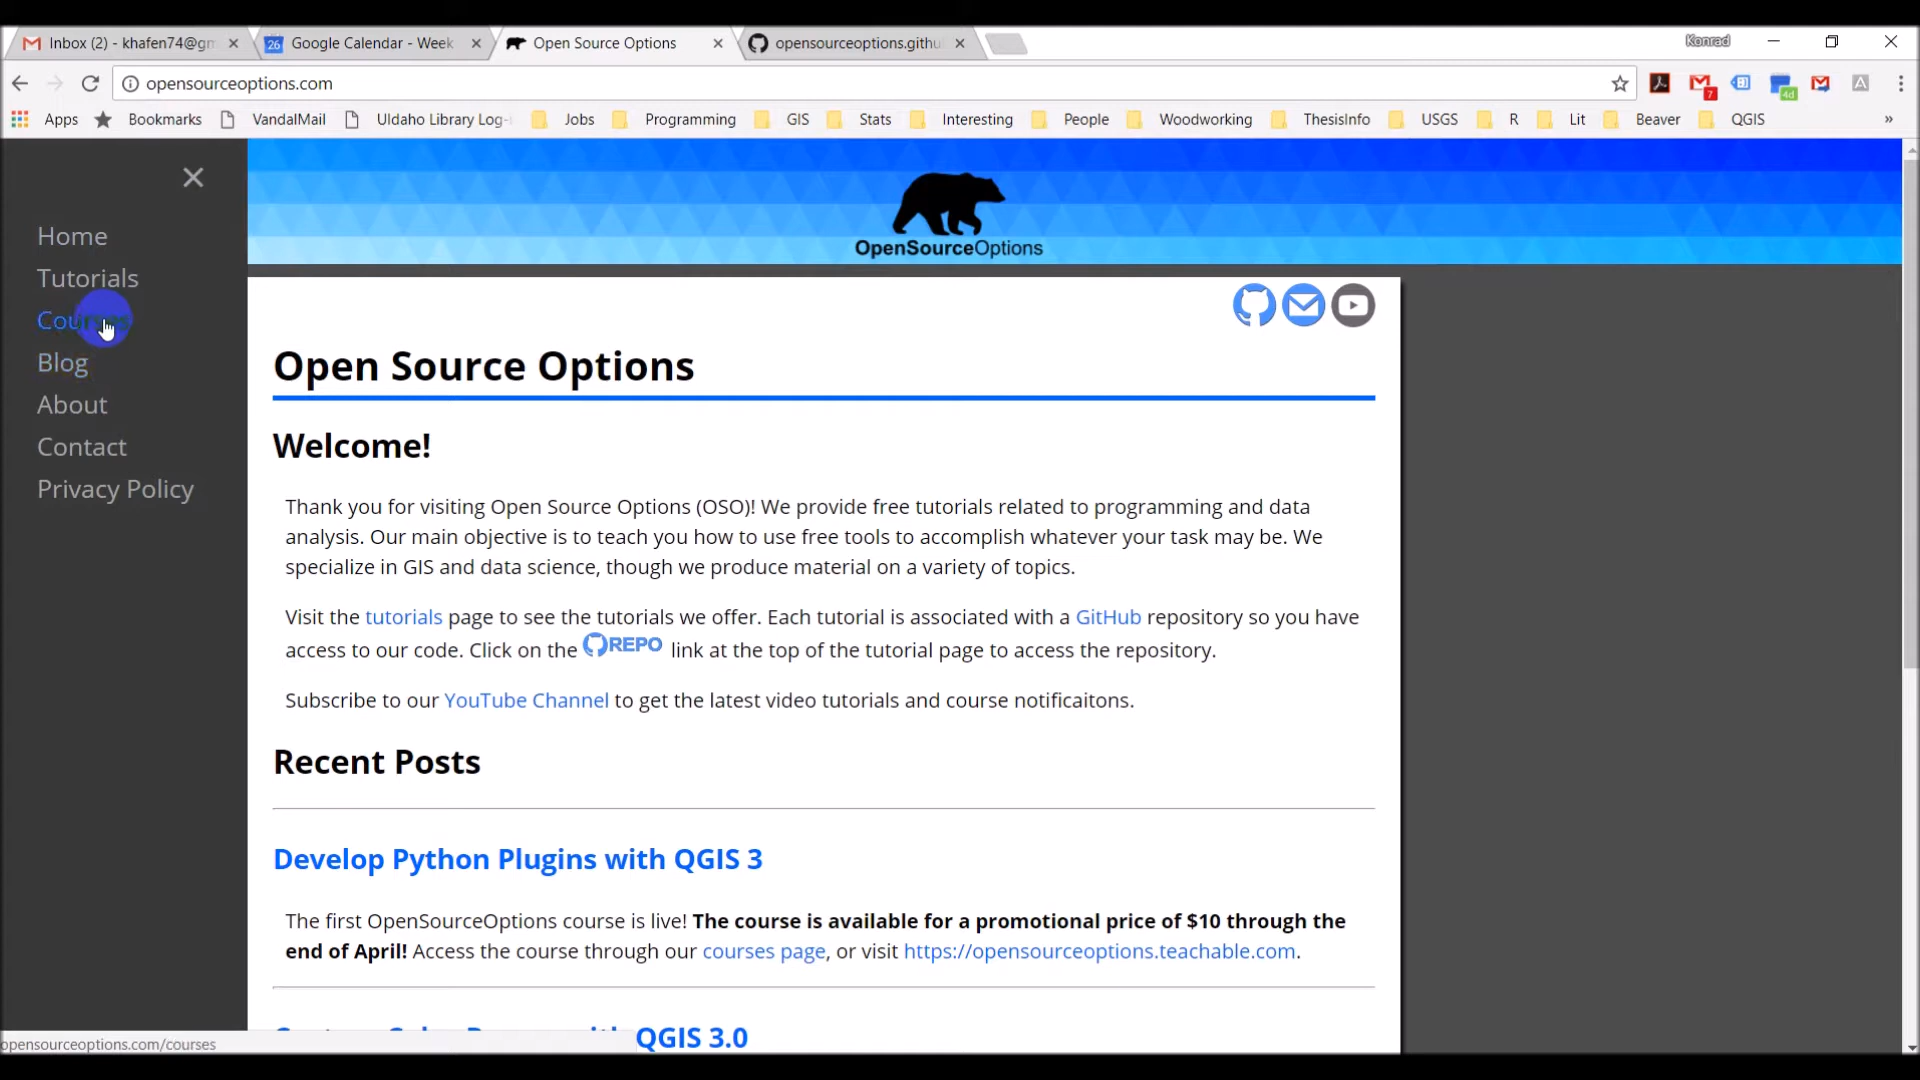 Inbox (2) - khafen74@gm
Google Calendar - Week
Open Source Options
opensourceoptions.githu
Konrad
opensourceoptions.com
7
4d
Apps
Bookmarks
VandalMail
UIdaho Library Log-
Jobs
Programming
GIS
Stats
Interesting
People
Woodworking
ThesisInfo
USGS
R
Lit
Beaver
QGIS
»
OpenSourceOptions
Home
Tutorials
Courses
Blog
About
Contact
Privacy Policy
Open Source Options
Welcome!
Thank you for visiting Open Source Options (OSO)! We provide free tutorials related to programming and data
analysis. Our main objective is to teach you how to use free tools to accomplish whatever your task may be. We
specialize in GIS and data science, though we produce material on a variety of topics.
Visit the tutorials page to see the tutorials we offer. Each tutorial is associated with a GitHub repository so you have
access to our code. Click on the REPO link at the top of the tutorial page to access the repository.
Subscribe to our YouTube Channel to get the latest video tutorials and course notificaitons.
Recent Posts
Develop Python Plugins with QGIS 3
The first OpenSourceOptions course is live! The course is available for a promotional price of $10 through the
end of April! Access the course through our courses page, or visit https://opensourceoptions.teachable.com.
QGIS 3.0
opensourceoptions.com/courses